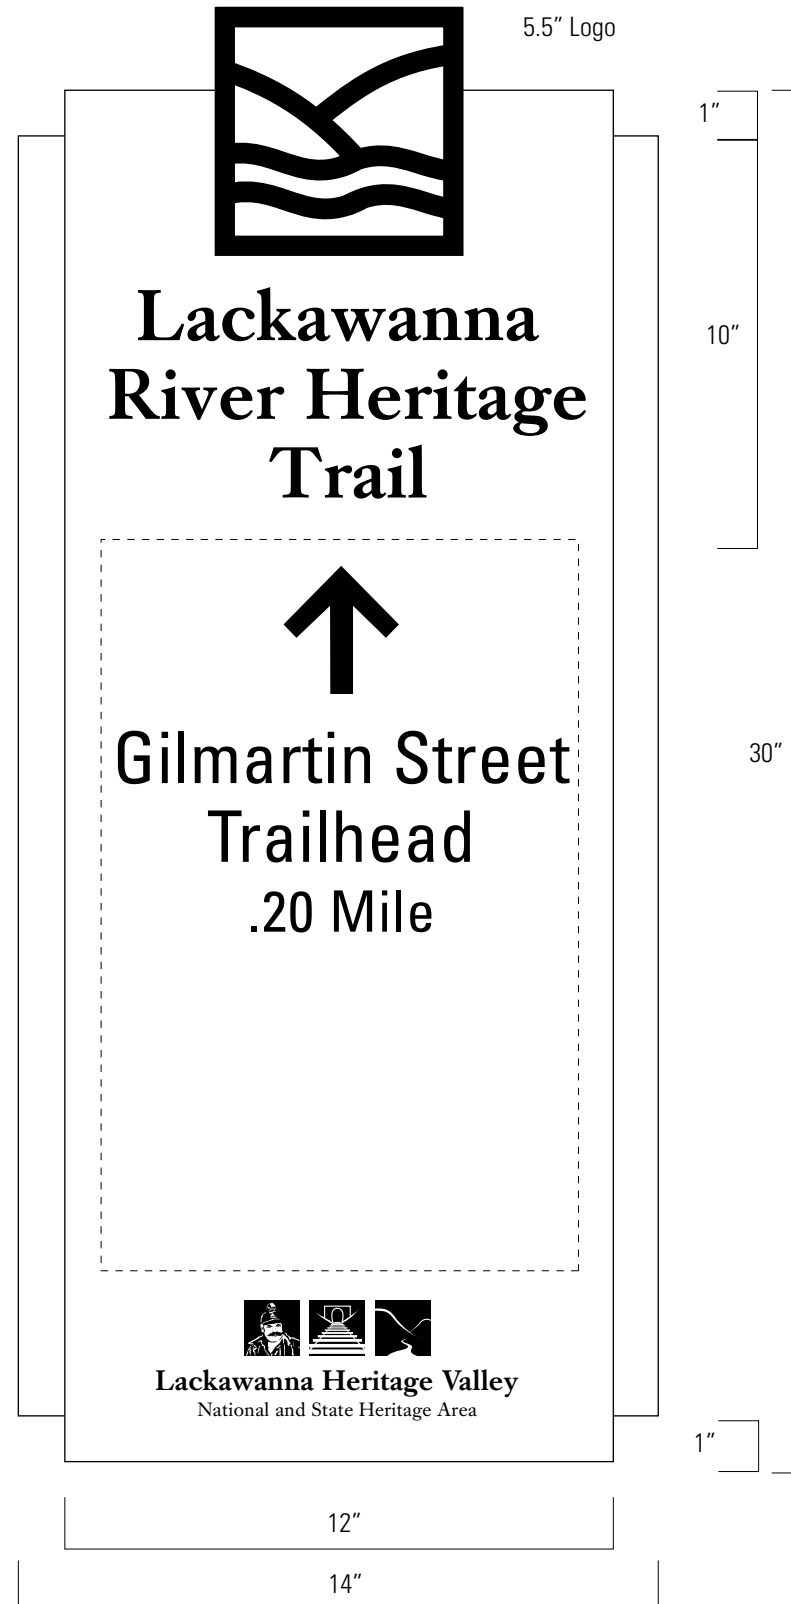 5.5” Logo
1”
Lackawanna
River Heritage
Trail
10”
Gilmartin Street
Trailhead
.20 Mile
30”
Lackawanna Heritage Valley
National and State Heritage Area
1”
12”
14”